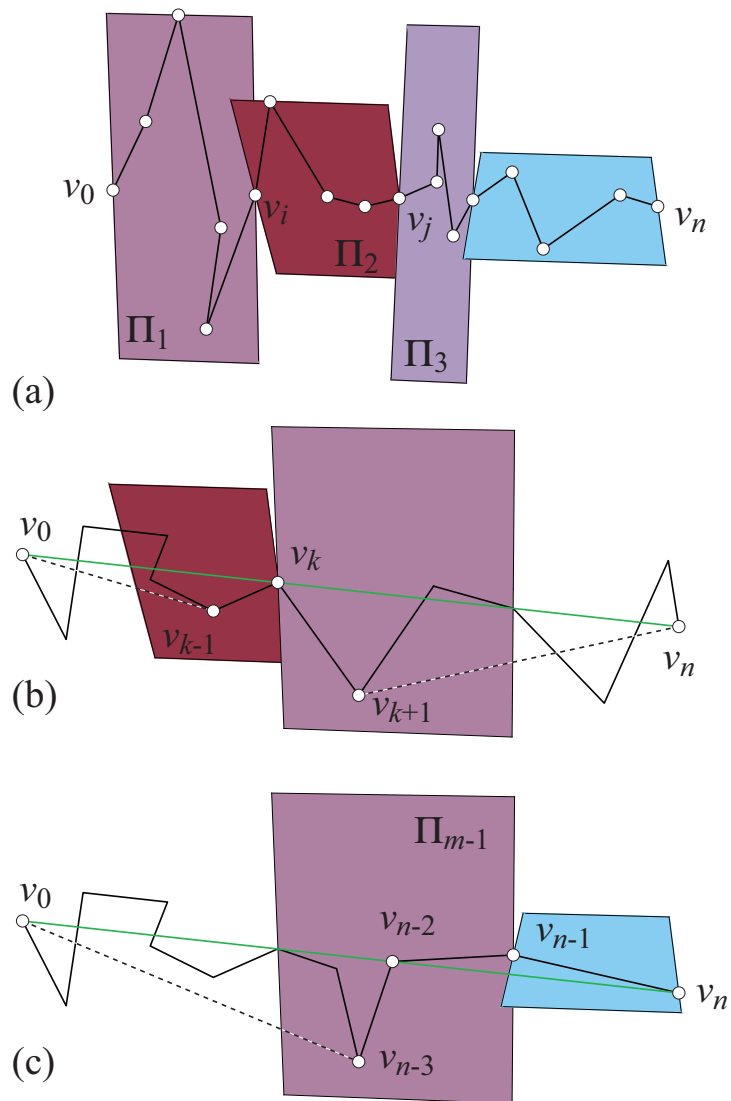 v₀
vᵢ
Π₂
vⱼ
vₙ
Π₁
Π₃
(a)
v₀
vₖ
vₖ₋₁
vₙ
vₖ₊₁
(b)
Πₘ₋₁
v₀
vₙ₋₂
vₙ₋₁
vₙ
vₙ₋₃
(c)